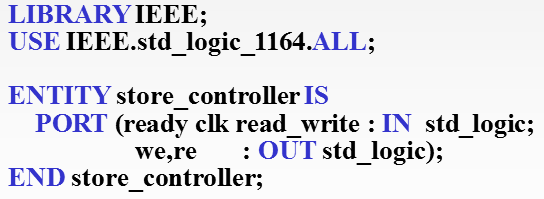 LIBRARY IEEE;
USE IEEE.std_logic_1164.ALL;
ENTITY store_controller IS
PORT (ready clk read_write : IN std_logic;
we,re : OUT std_logic);
END store_controller;